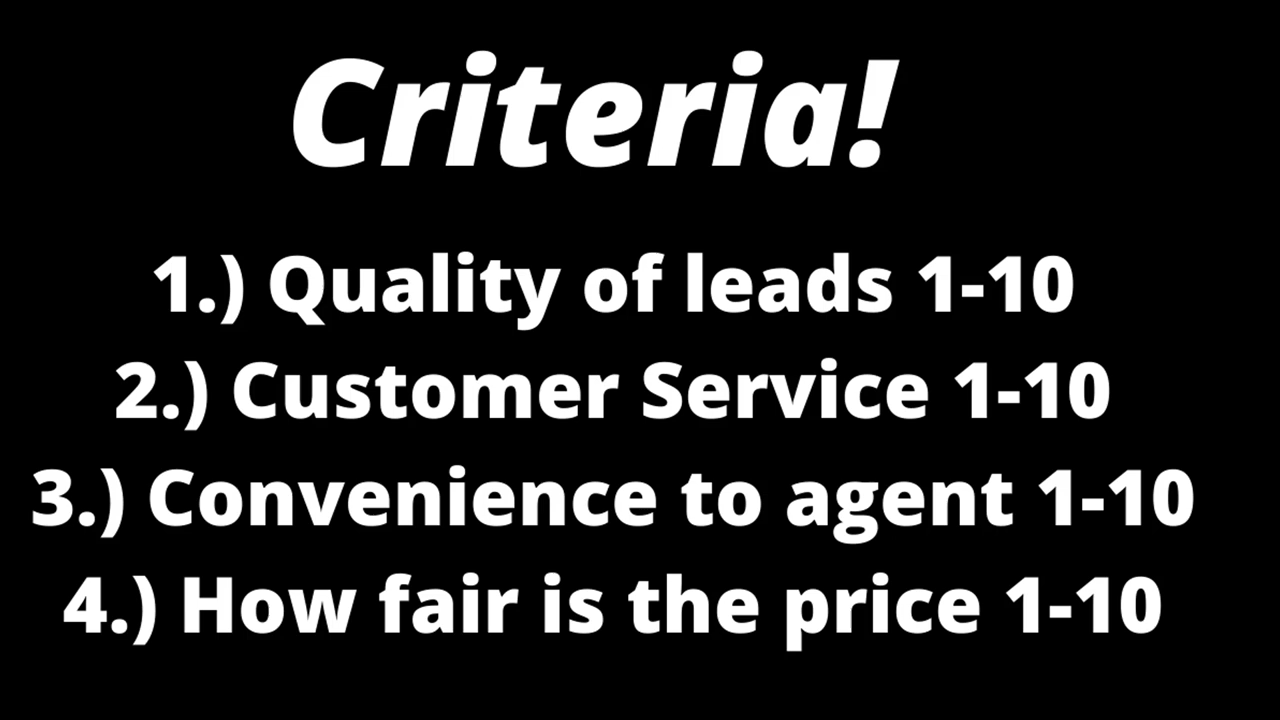 Criteria!
1.) Quality of leads 1-10
2.) Customer Service 1-10
3.) Convenience to agent 1-10
4.) How fair is the price 1-10